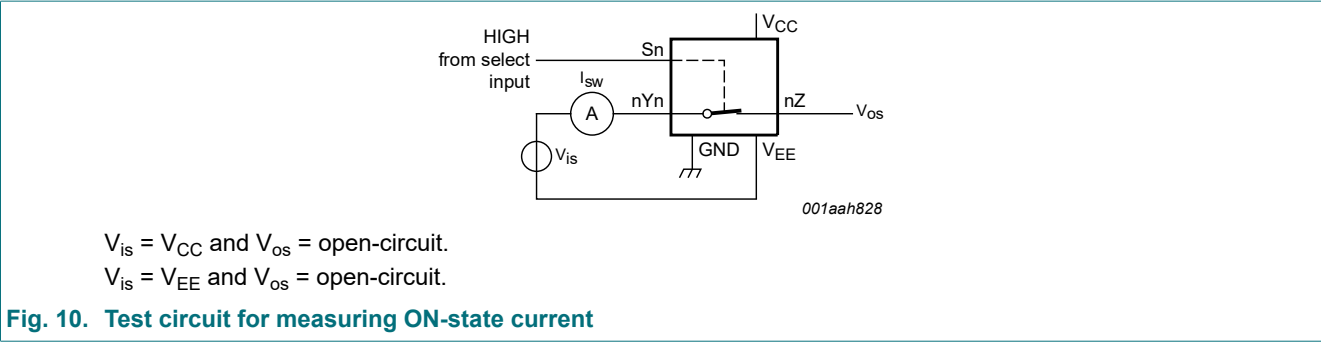 V_CC
HIGH
from select
input
Sn
I_sw
nYn
nZ
A
V_os
V_is
GND
V_EE
001aah828
V_is = V_CC and V_os = open-circuit.
V_is = V_EE and V_os = open-circuit.
Fig. 10. Test circuit for measuring ON-state current